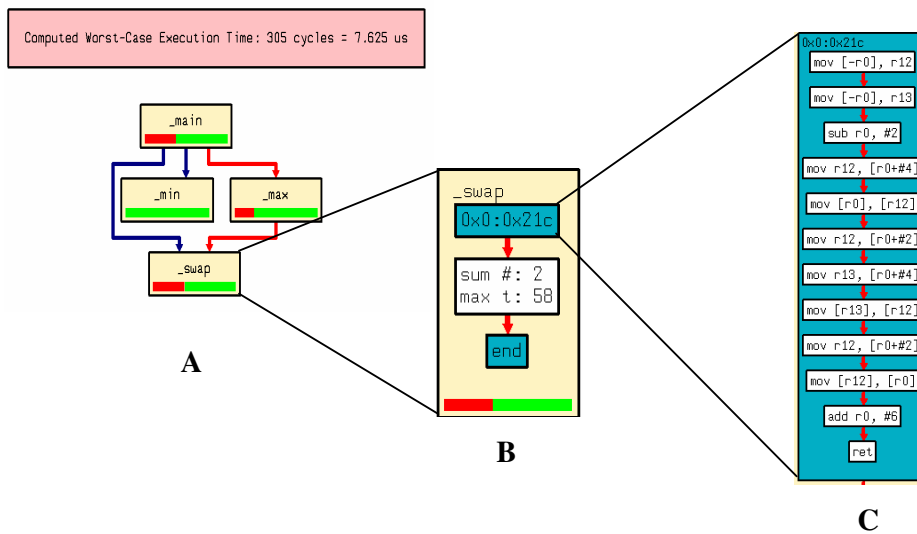 Computed Worst-Case Execution Time: 305 cycles = 7.625 us
_main
_min
_max
_swap
A
_swap
0x0:0x21c
sum #: 2
max t: 58
end
B
0x0:0x21c
mov [-r0], r12
mov [-r0], r13
sub r0, #2
mov r12, [r0+#4]
mov [r0], [r12]
mov r12, [r0+#2]
mov r13, [r0+#4]
mov [r13], [r12]
mov r12, [r0+#2]
mov [r12], [r0]
add r0, #6
ret
C